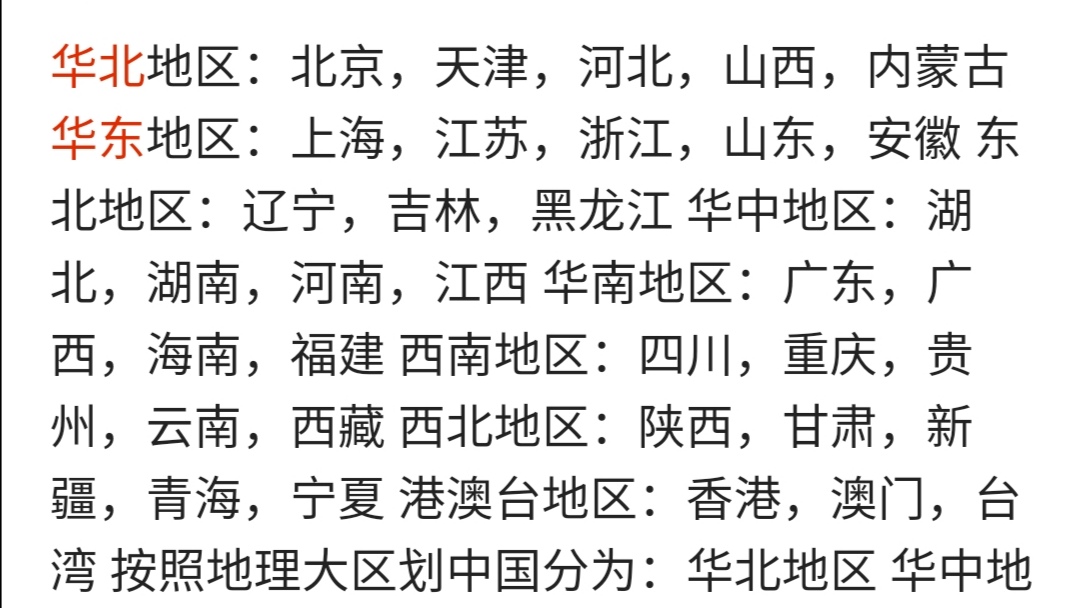 华北地区：北京，天津，河北，山西，内蒙古
华东地区：上海，江苏，浙江，山东，安徽 东
北地区：辽宁，吉林，黑龙江 华中地区：湖
北，湖南，河南，江西 华南地区：广东，广
西，海南，福建 西南地区：四川，重庆，贵
州，云南，西藏 西北地区：陕西，甘肃，新
疆，青海，宁夏 港澳台地区：香港，澳门，台
湾 按照地理大区划中国分为：华北地区 华中地